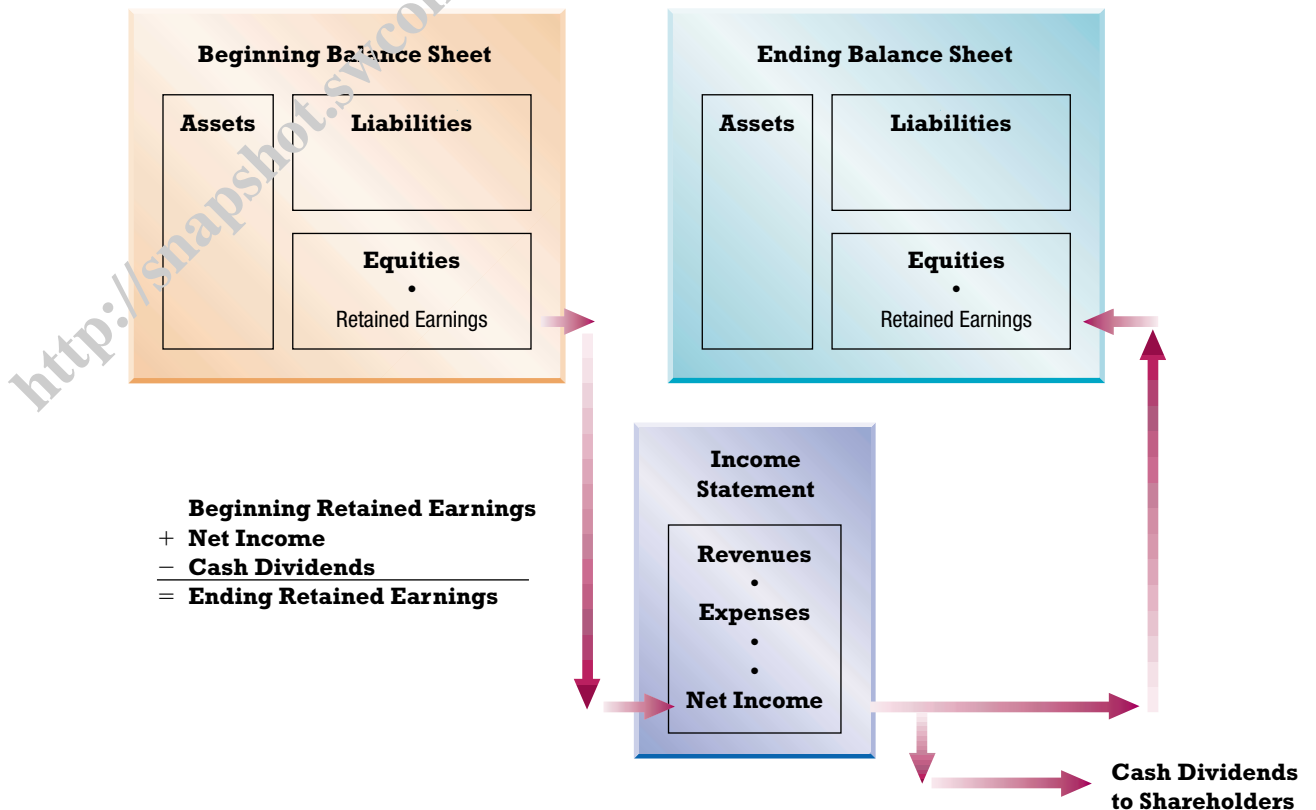 Beginning Balance Sheet
Assets
Liabilities
Equities
•
Retained Earnings
Ending Balance Sheet
Assets
Liabilities
Equities
•
Retained Earnings
Beginning Retained Earnings
+ Net Income
− Cash Dividends
= Ending Retained Earnings
Income
Statement
Revenues
•
Expenses
•
•
Net Income
Cash Dividends
to Shareholders
http://snapshot.swcon